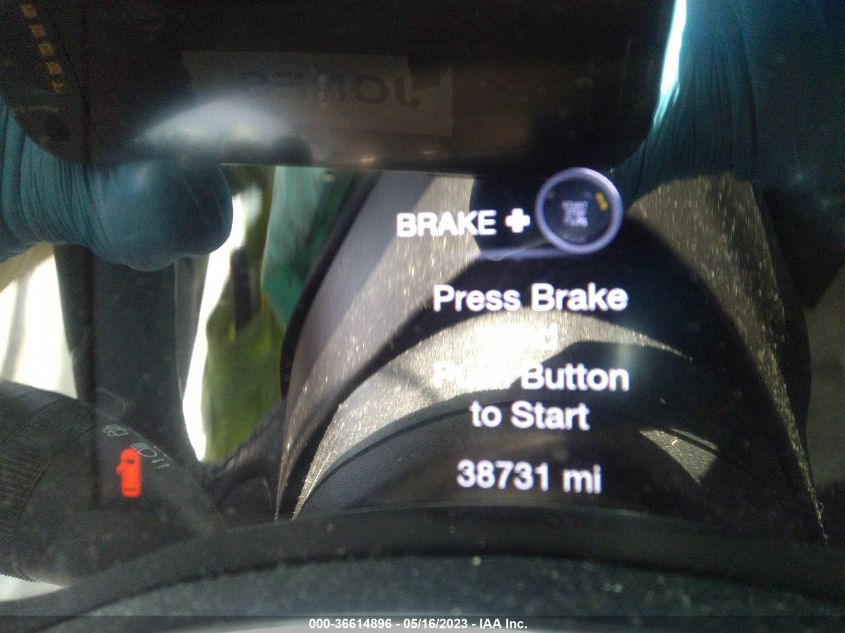 BRAKE +
Press Brake
Button
to Start
38731 mi
000-36614896 - 05/16/2023 - IAA Inc.